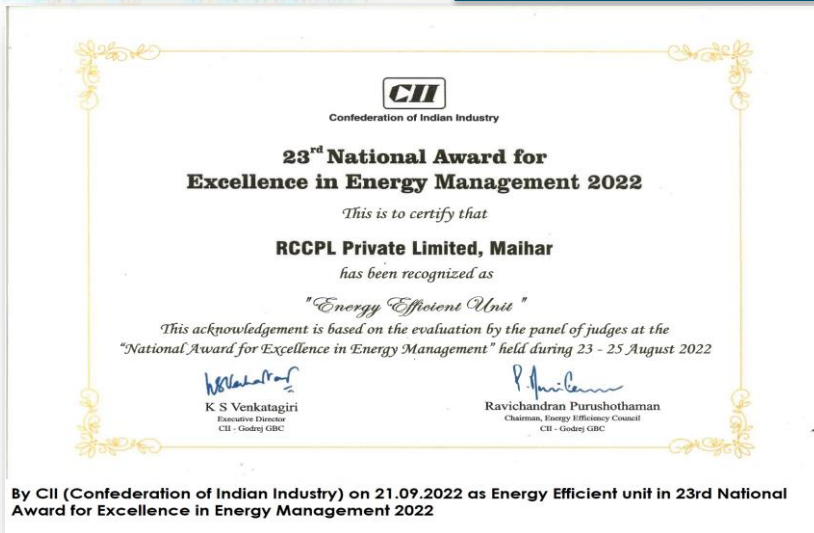 CII
Confederation of Indian Industry
23rd National Award for
Excellence in Energy Management 2022
This is to certify that
RCCPL Private Limited, Maihar
has been recognized as
"Energy Efficient Unit"
This acknowledgement is based on the evaluation by the panel of judges at the
"National Award for Excellence in Energy Management" held during 23 - 25 August 2022
K S Venkatagiri
Executive Director
CII - Godrej GBC
Ravichandran Purushothaman
Chairman, Energy Efficiency Council
CII - Godrej GBC
By CII (Confederation of Indian Industry) on 21.09.2022 as Energy Efficient unit in 23rd National
Award for Excellence in Energy Management 2022